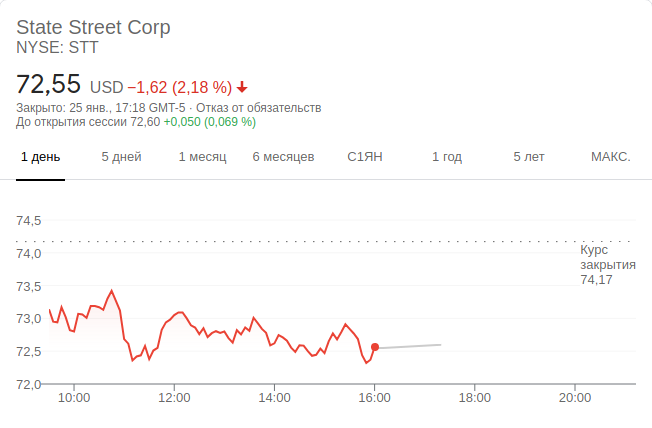 State Street Corp
NYSE: STT
72,55 USD −1,62 (2,18 %)
Закрыто: 25 янв., 17:18 GMT-5 · Отказ от обязательств
До открытия сессии 72,60 +0,050 (0,069 %)
1 день 5 дней 1 месяц 6 месяцев С1ЯН 1 год 5 лет МАКС.
74,5
74,0
73,5
73,0
72,5
72,0
Курс
закрытия
74,17
10:00 12:00 14:00 16:00 18:00 20:00